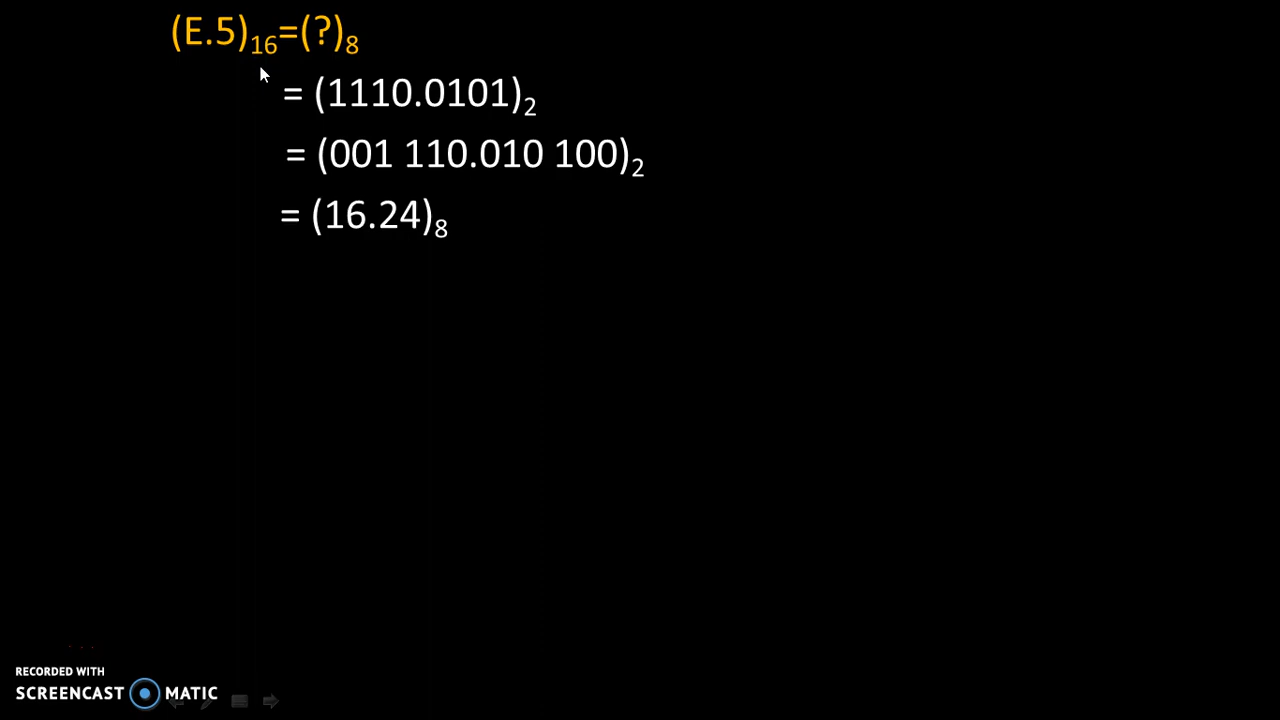 (E.5)₁₆=(?)₈
= (1110.0101)₂
= (001 110.010 100)₂
= (16.24)₈
RECORDED WITH
SCREENCAST MATIC